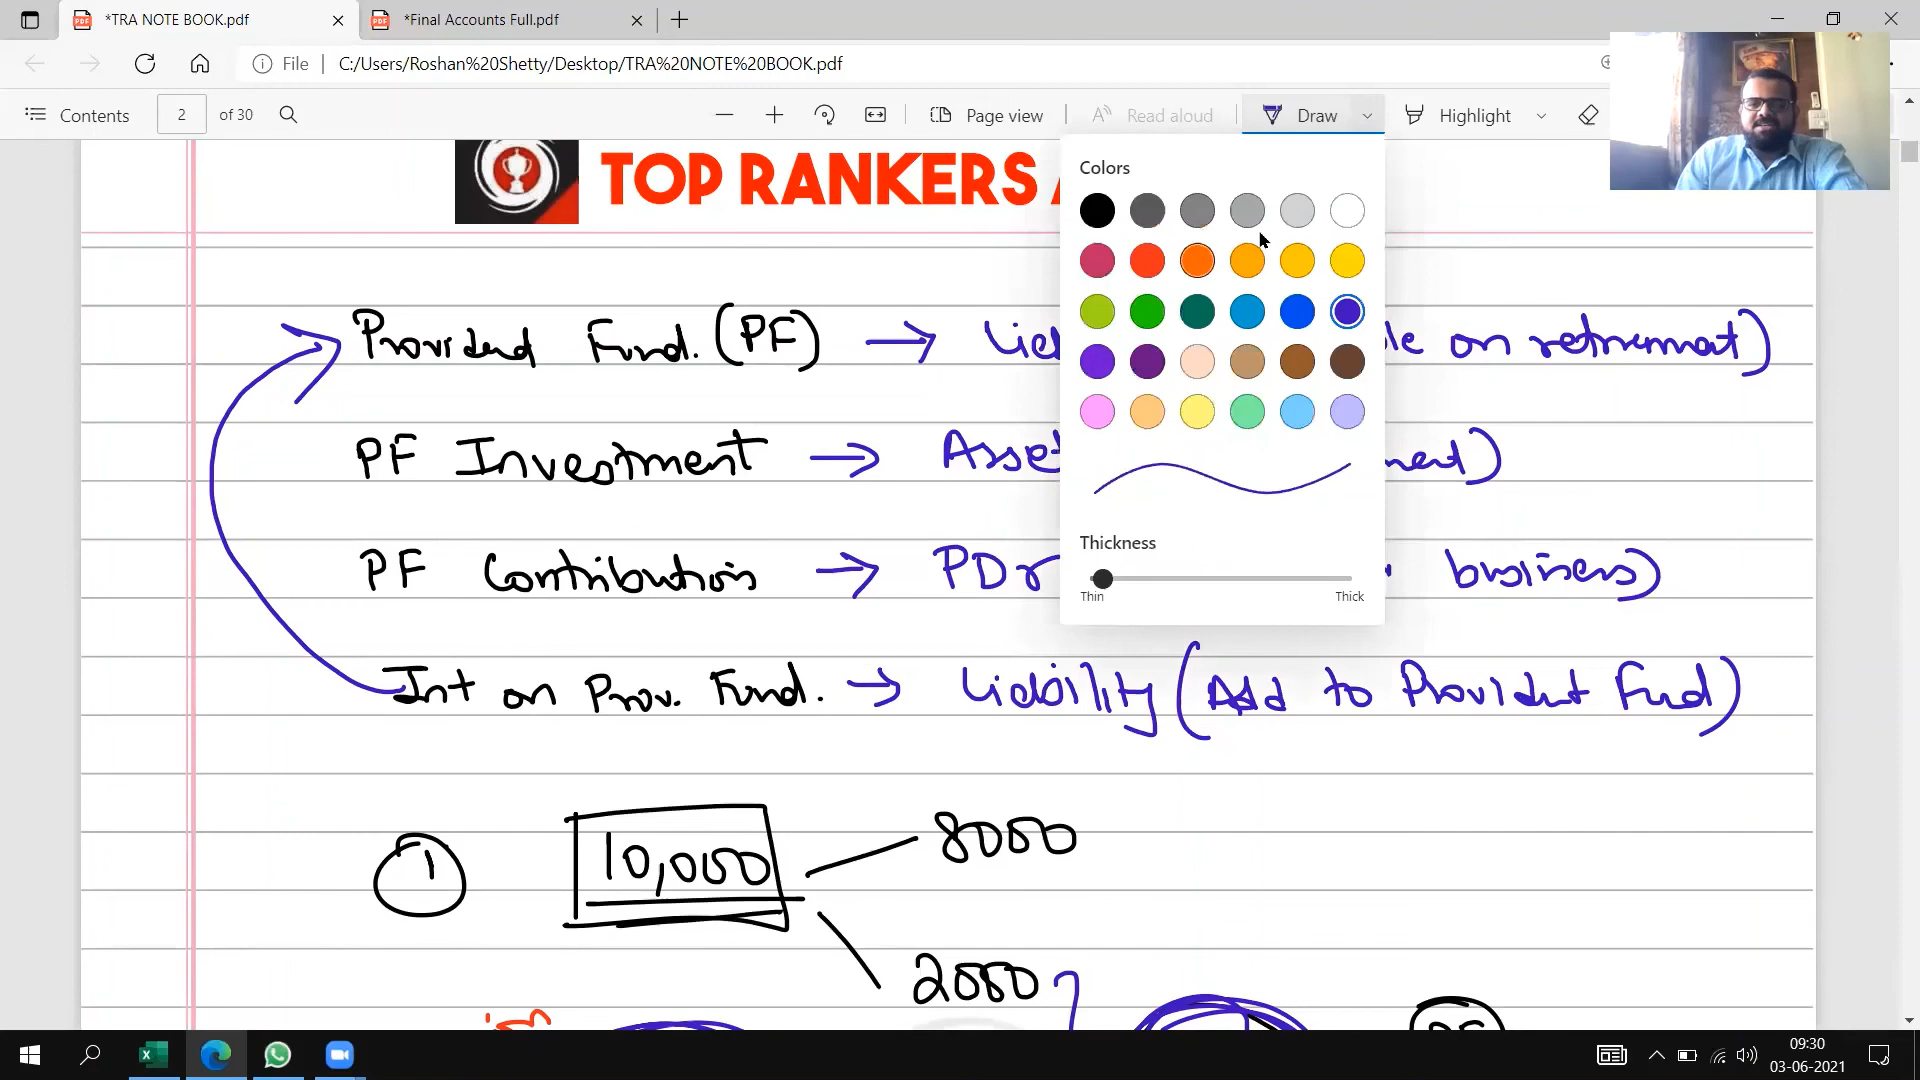 *TRA NOTE BOOK.pdf
*Final Accounts Full.pdf
File
C:/Users/Roshan%20Shetty/Desktop/TRA%20NOTE%20BOOK.pdf
Contents
2
of 30
Page view
Read aloud
Draw
Highlight
TOP RANKERS
Colors
Provided Fund. (PF) → on retirement)
PF Investment → Asset
PF Contribution → PDr business)
Thickness
Thin
Thick
Int on Prov. Fund. → Liability (Add to Provident Fund)
1
10,000
8000
2000
09:30
03-06-2021